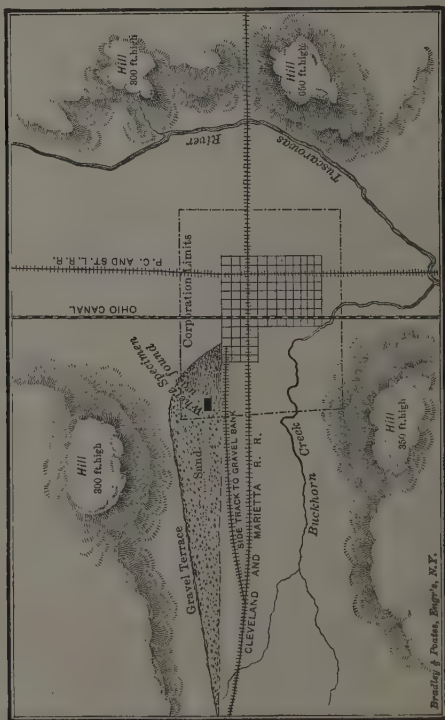 Hill
300 ft. high
Hill
650 ft. high
River
Tuscarawas
P. C. AND ST. L. R. R.
Corporation Limits
OHIO CANAL
Where Specimen
found
Hill
300 ft. high
Gravel Terrace
Sand.
SIDE TRACK TO GRAVEL BANK
CLEVELAND AND MARIETTA R. R.
Buckhorn
Creek
Hill
350 ft. high
Bradley & Poates, Engr's, N.Y.